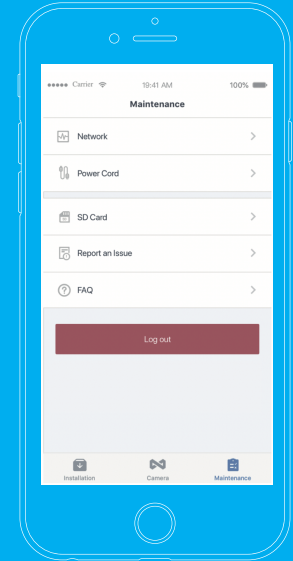 Carrier 19:41 AM 100%
Maintenance
Network
Power Cord
SD Card
Report an Issue
FAQ
Log out
Installation Camera Maintenance